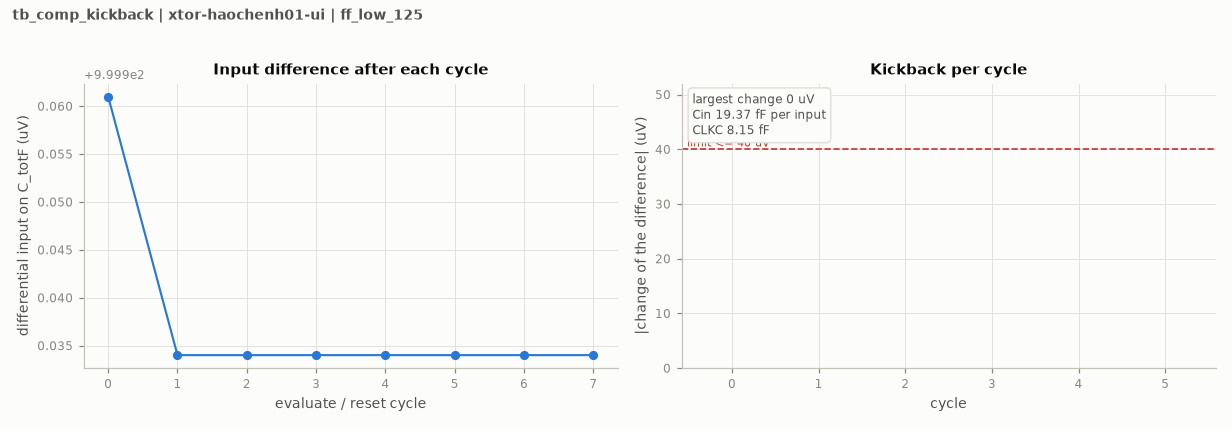 tb_comp_kickback | xtor-haochenh01-ui | ff_low_125
Input difference after each cycle
+9.999e2
0.060
0.055
0.050
0.045
0.040
0.035
differential input on C_totF (uV)
0 1 2 3 4 5 6 7
evaluate / reset cycle
Kickback per cycle
largest change 0 uV
Cin 19.37 fF per input
CLKC 8.15 fF
limit <= 40 uV
50
40
30
20
10
0
|change of the difference| (uV)
0 1 2 3 4 5
cycle